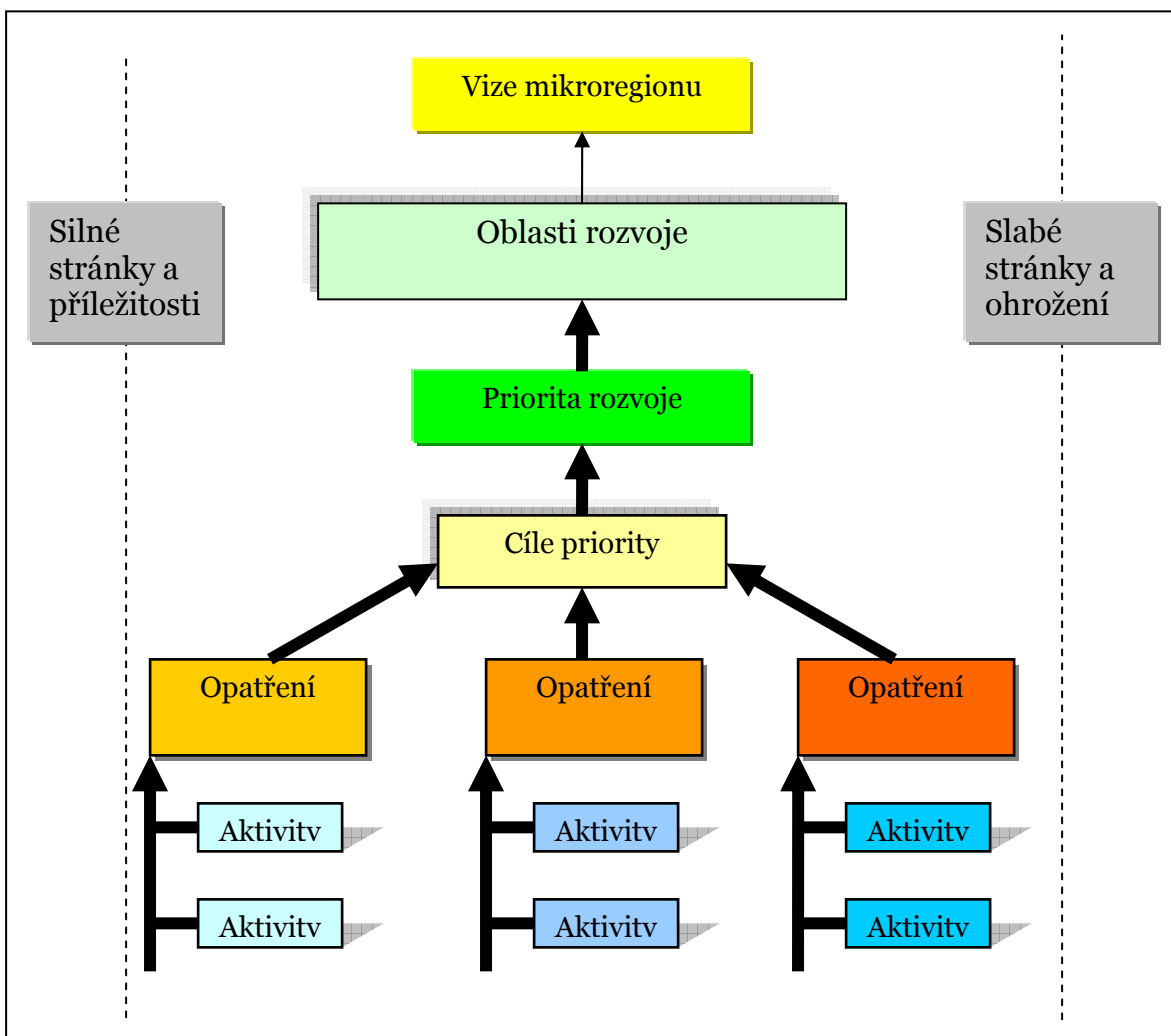 Vize mikroregionu
Silné
stránky a
příležitosti
Oblasti rozvoje
Slabé
stránky a
ohrožení
Priorita rozvoje
Cíle priority
Opatření
Opatření
Opatření
Aktivitv
Aktivitv
Aktivitv
Aktivitv
Aktivitv
Aktivitv